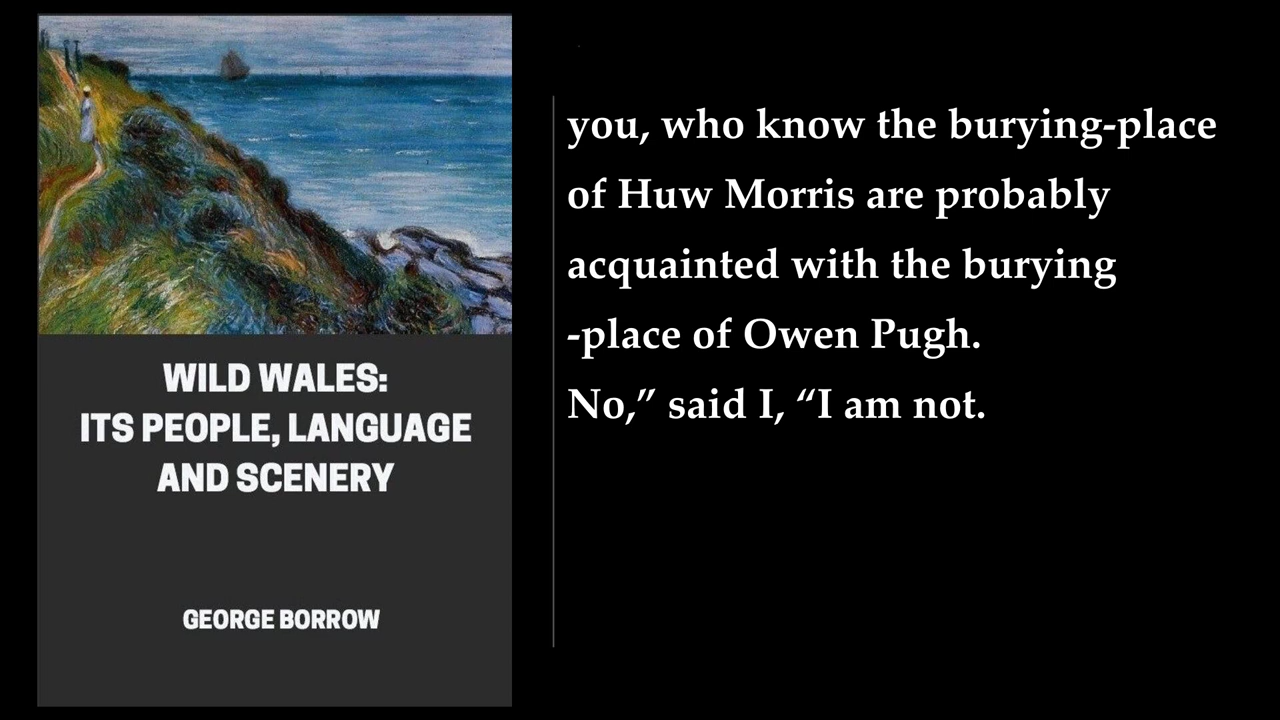 WILD WALES:
ITS PEOPLE, LANGUAGE
AND SCENERY
GEORGE BORROW
you, who know the burying-place
of Huw Morris are probably
acquainted with the burying
-place of Owen Pugh.
No,” said I, “I am not.